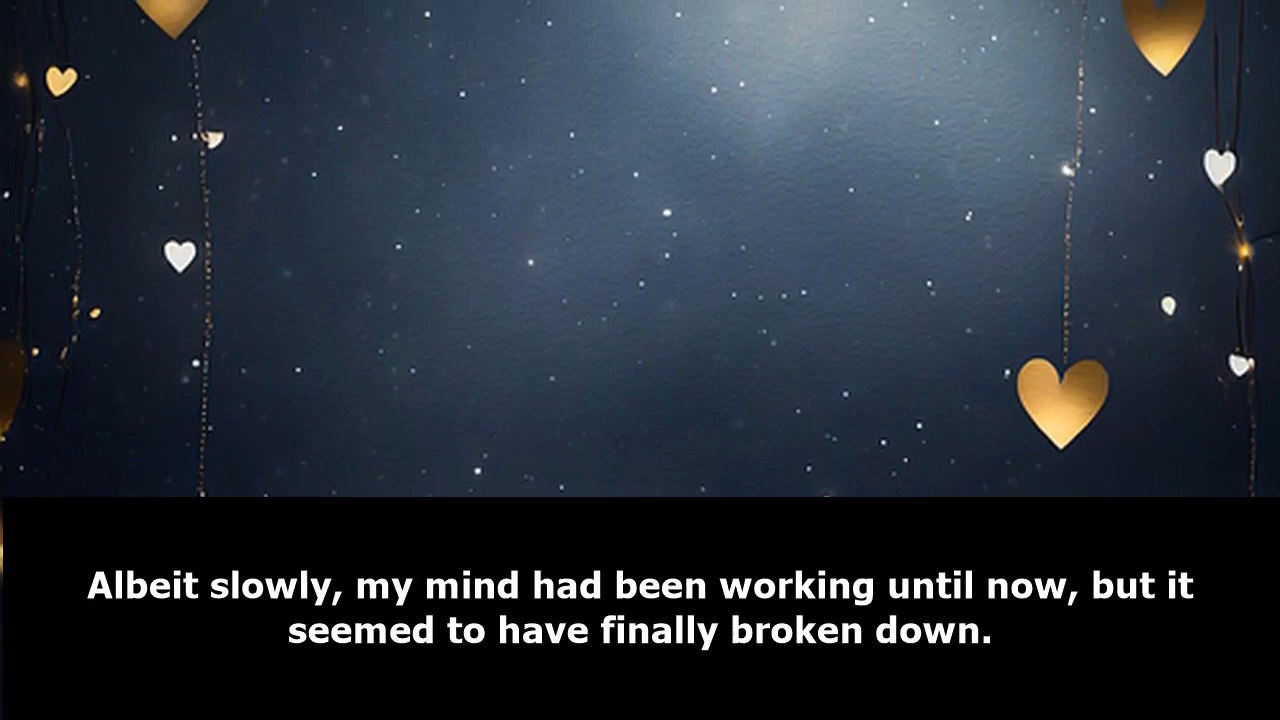 Albeit slowly, my mind had been working until now, but it
seemed to have finally broken down.